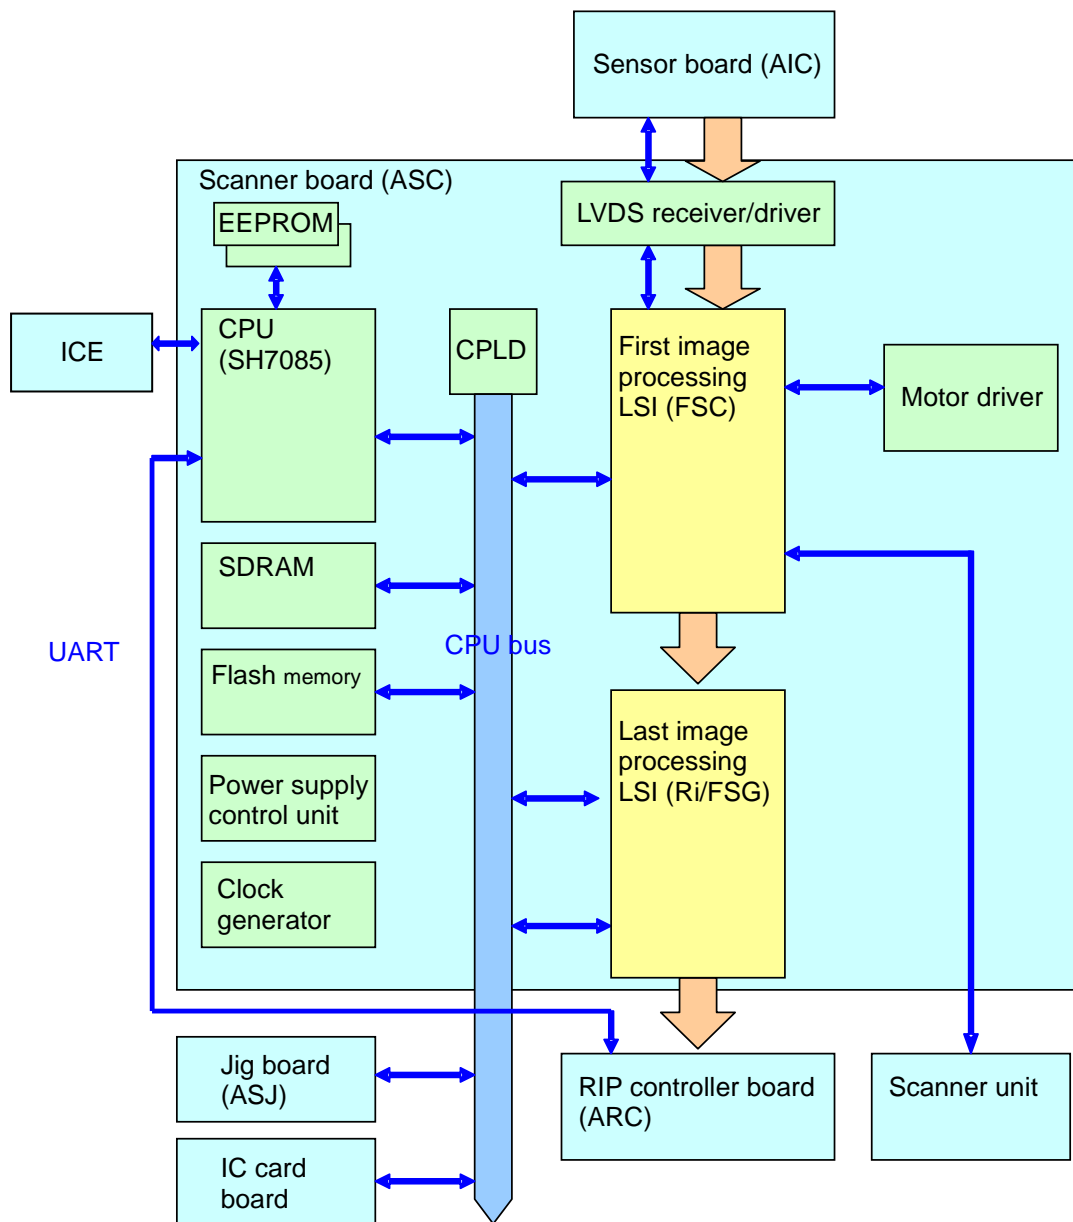 Sensor board (AIC)
Scanner board (ASC)
LVDS receiver/driver
EEPROM
ICE
CPU
(SH7085)
CPLD
First image
processing
LSI (FSC)
Motor driver
SDRAM
UART
CPU bus
Flash memory
Last image
processing
LSI (Ri/FSG)
Power supply
control unit
Clock
generator
Jig board
(ASJ)
RIP controller board
(ARC)
Scanner unit
IC card
board